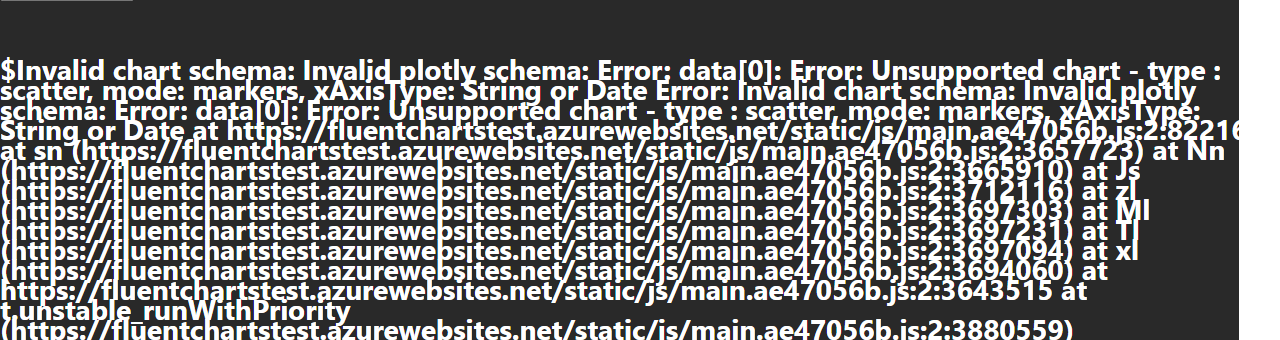 $Invalid chart schema: Invalid plotly schema: Error: data[0]: Error: Unsupported chart - type :
scatter, mode: markers, xAxisType: String or Date Error: Invalid chart schema: Invalid plotly
schema: Error: data[0]: Error: Unsupported chart - type : scatter, mode: markers, xAxisType:
String or Date at https://fluentchartstest.azurewebsites.net/static/js/main.ae47056b.js:2:82216
at sn (https://fluentchartstest.azurewebsites.net/static/js/main.ae47056b.js:2:3657723) at Nn
(https://fluentchartstest.azurewebsites.net/static/js/main.ae47056b.js:2:3665910) at Js
(https://fluentchartstest.azurewebsites.net/static/js/main.ae47056b.js:2:3712116) at zl
(https://fluentchartstest.azurewebsites.net/static/js/main.ae47056b.js:2:3697303) at Ml
(https://fluentchartstest.azurewebsites.net/static/js/main.ae47056b.js:2:3697231) at Tl
(https://fluentchartstest.azurewebsites.net/static/js/main.ae47056b.js:2:3697094) at xl
(https://fluentchartstest.azurewebsites.net/static/js/main.ae47056b.js:2:3694060) at
https://fluentchartstest.azurewebsites.net/static/js/main.ae47056b.js:2:3643515 at
t.unstable_runWithPriority
(https://fluentchartstest.azurewebsites.net/static/js/main.ae47056b.js:2:3880559)